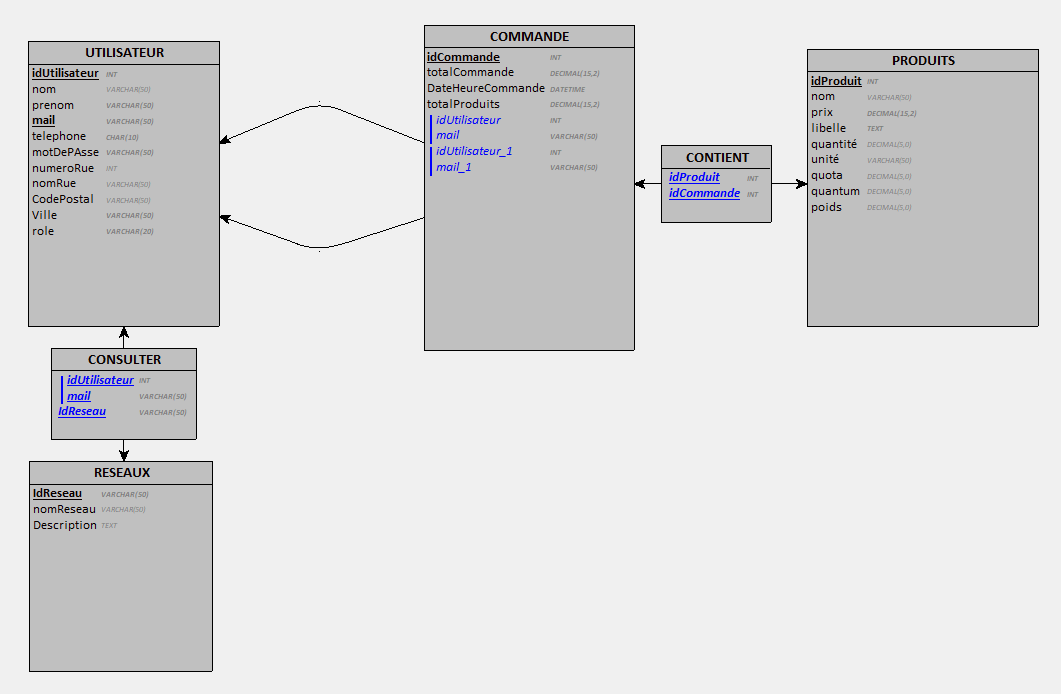 UTILISATEUR
idUtilisateur INT
nom VARCHAR(50)
prenom VARCHAR(50)
mail VARCHAR(50)
telephone CHAR(10)
motDePAsse VARCHAR(50)
numeroRue INT
nomRue VARCHAR(50)
CodePostal VARCHAR(50)
Ville VARCHAR(50)
role VARCHAR(20)
COMMANDE
idCommande INT
totalCommande DECIMAL(15,2)
DateHeureCommande DATETIME
totalProduits DECIMAL(15,2)
idUtilisateur INT
mail VARCHAR(50)
idUtilisateur_1 INT
mail_1 VARCHAR(50)
CONTIENT
idProduit INT
idCommande INT
PRODUITS
idProduit INT
nom VARCHAR(50)
prix DECIMAL(15,2)
libelle TEXT
quantité DECIMAL(5,0)
unité VARCHAR(50)
quota DECIMAL(5,0)
quantum DECIMAL(5,0)
poids DECIMAL(5,0)
CONSULTER
idUtilisateur INT
mail VARCHAR(50)
IdReseau VARCHAR(50)
RESEAUX
IdReseau VARCHAR(50)
nomReseau VARCHAR(50)
Description TEXT